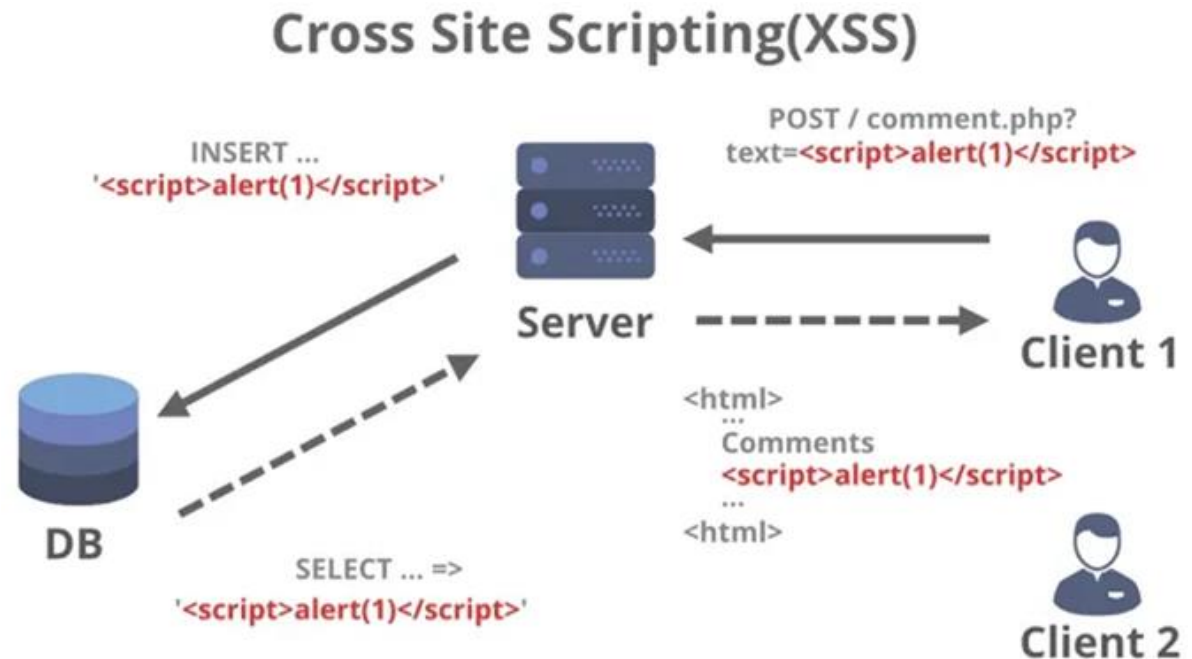 Cross Site Scripting(XSS)
INSERT ...
'<script>alert(1)</script>'
POST / comment.php?
text=<script>alert(1)</script>
Server
Client 1
<html>
...
Comments
<script>alert(1)</script>
...
<html>
DB
SELECT ... =>
'<script>alert(1)</script>'
Client 2